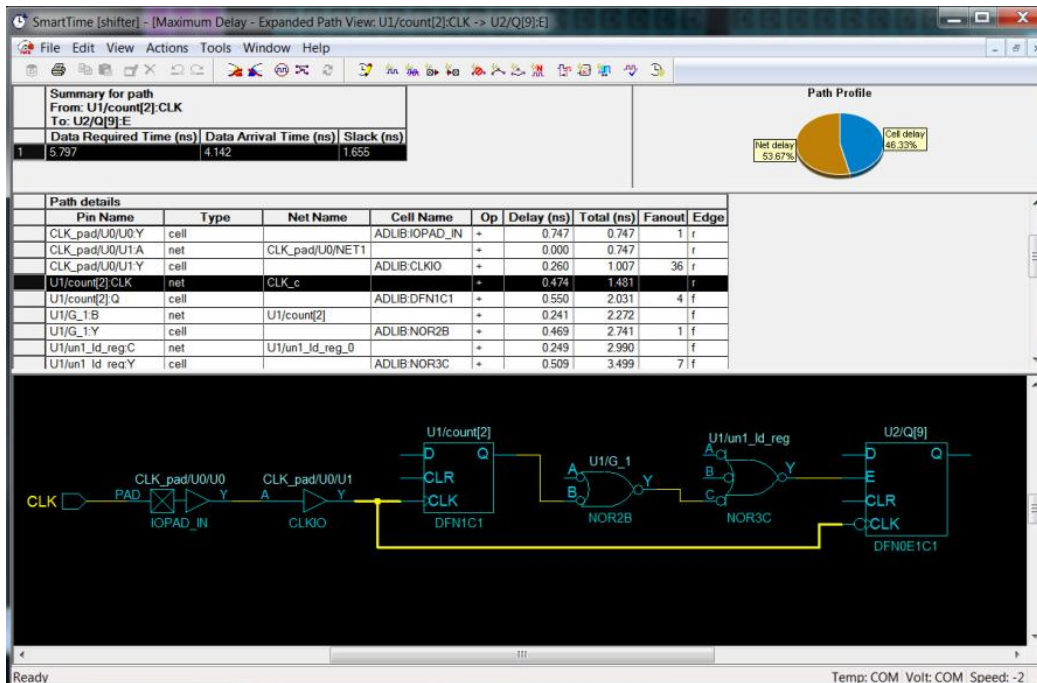 SmartTime [shifter] - [Maximum Delay - Expanded Path View: U1/count[2]:CLK -> U2/Q[9]:E]
File Edit View Actions Tools Window Help
Summary for path
From: U1/count[2]:CLK
To: U2/Q[9]:E
Data Required Time (ns) Data Arrival Time (ns) Slack (ns)
1 5.797 4.142 1.655
Path Profile
Net delay
53.67%
Cell delay
46.33%
Path details
Pin Name Type Net Name Cell Name Op Delay (ns) Total (ns) Fanout Edge
CLK_pad/U0/U0:Y cell ADLIB:IOPAD_IN + 0.747 0.747 1 r
CLK_pad/U0/U1:A net CLK_pad/U0/NET1 + 0.000 0.747 r
CLK_pad/U0/U1:Y cell ADLIB:CLKIO + 0.260 1.007 36 r
U1/count[2]:CLK net CLK_c + 0.474 1.481 r
U1/count[2]:Q cell ADLIB:DFN1C1 + 0.550 2.031 4 f
U1/G_1:B net U1/count[2] + 0.241 2.272 f
U1/G_1:Y cell ADLIB:NOR2B + 0.469 2.741 1 f
U1/un1_ld_reg:C net U1/un1_ld_reg_0 + 0.249 2.990 f
U1/un1_ld_reg:Y cell ADLIB:NOR3C + 0.509 3.499 7 f
U1/count[2] U1/un1_ld_reg U2/Q[9]
D Q A D Q
CLK_pad/U0/U0 CLK_pad/U0/U1 CLR A U1/G_1 Y B Y E
CLK PAD Y A Y CLK B C CLR
IOPAD_IN CLKIO DFN1C1 NOR2B NOR3C CLK
DFN0E1C1
Ready Temp: COM Volt: COM Speed: -2